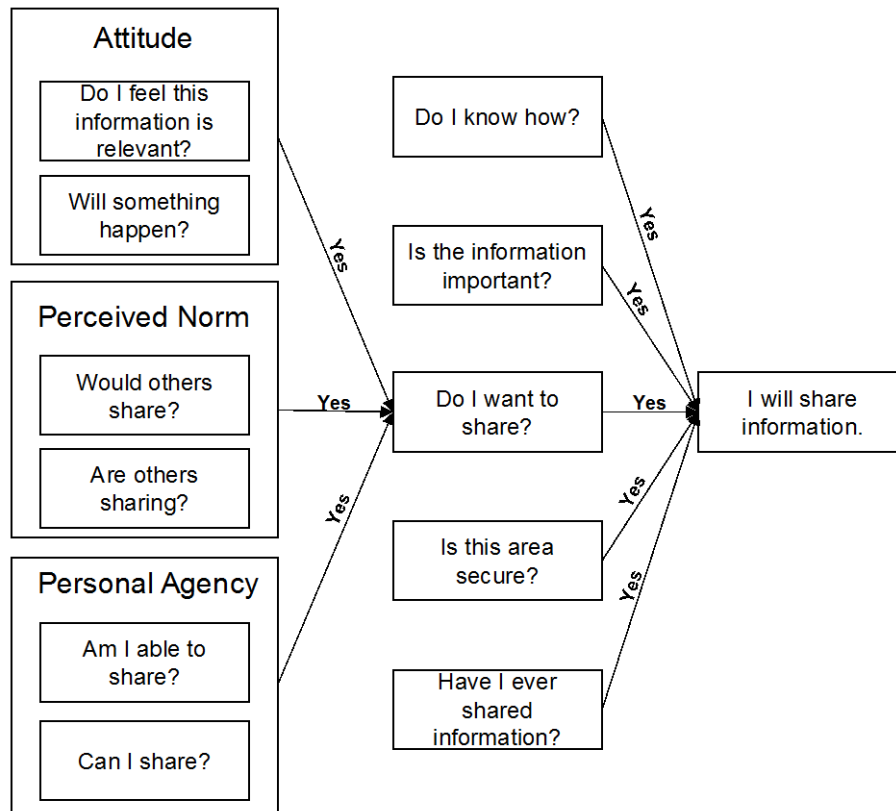 Attitude
Do I feel this
information is
relevant?
Will something
happen?
Yes
Perceived Norm
Would others
share?
Are others
sharing?
Yes
Personal Agency
Am I able to
share?
Can I share?
Yes
Do I know how?
Yes
Is the information
important?
Yes
Do I want to
share?
Yes
Is this area
secure?
Yes
Have I ever
shared
information?
Yes
I will share
information.